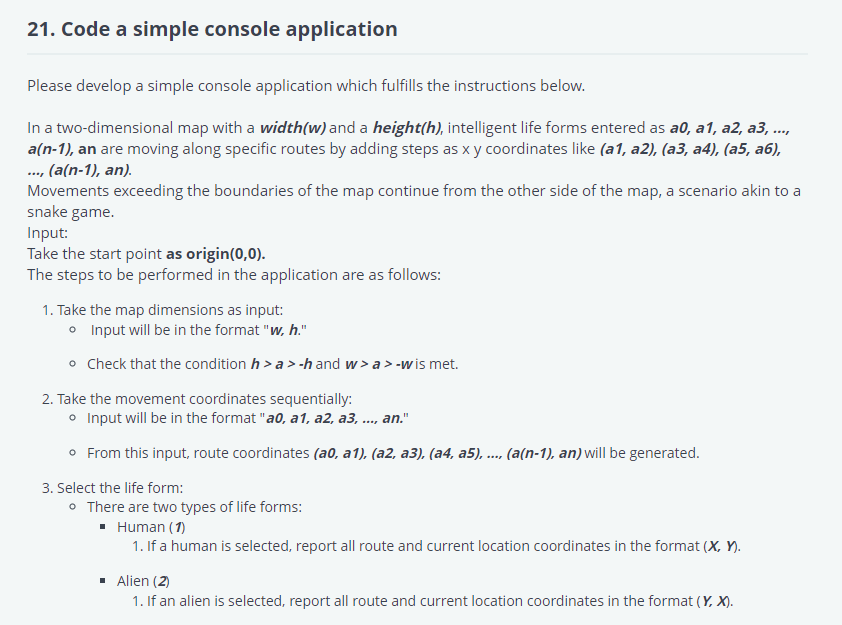 21. Code a simple console application
Please develop a simple console application which fulfills the instructions below.
In a two-dimensional map with a width(w) and a height(h), intelligent life forms entered as a0, a1, a2, a3, ...,
a(n-1), an are moving along specific routes by adding steps as x y coordinates like (a1, a2), (a3, a4), (a5, a6),
..., (a(n-1), an).
Movements exceeding the boundaries of the map continue from the other side of the map, a scenario akin to a
snake game.
Input:
Take the start point as origin(0,0).
The steps to be performed in the application are as follows:
1. Take the map dimensions as input:
○ Input will be in the format "w, h."
○ Check that the condition h > a > -h and w > a > -w is met.
2. Take the movement coordinates sequentially:
○ Input will be in the format "a0, a1, a2, a3, ..., an."
○ From this input, route coordinates (a0, a1), (a2, a3), (a4, a5), ..., (a(n-1), an) will be generated.
3. Select the life form:
○ There are two types of life forms:
▪ Human (1)
1. If a human is selected, report all route and current location coordinates in the format (X, Y).
▪ Alien (2)
1. If an alien is selected, report all route and current location coordinates in the format (Y, X).